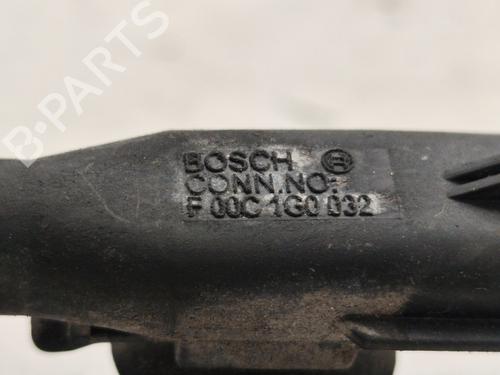 B-PARTS
BOSCH
CONN.NO:
F 00C 1G0 032